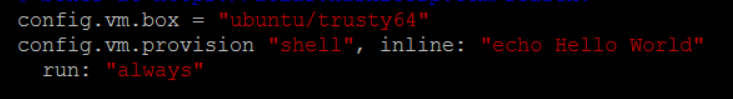 config.vm.box = "ubuntu/trusty64"
config.vm.provision "shell", inline: "echo Hello World"
run: "always"